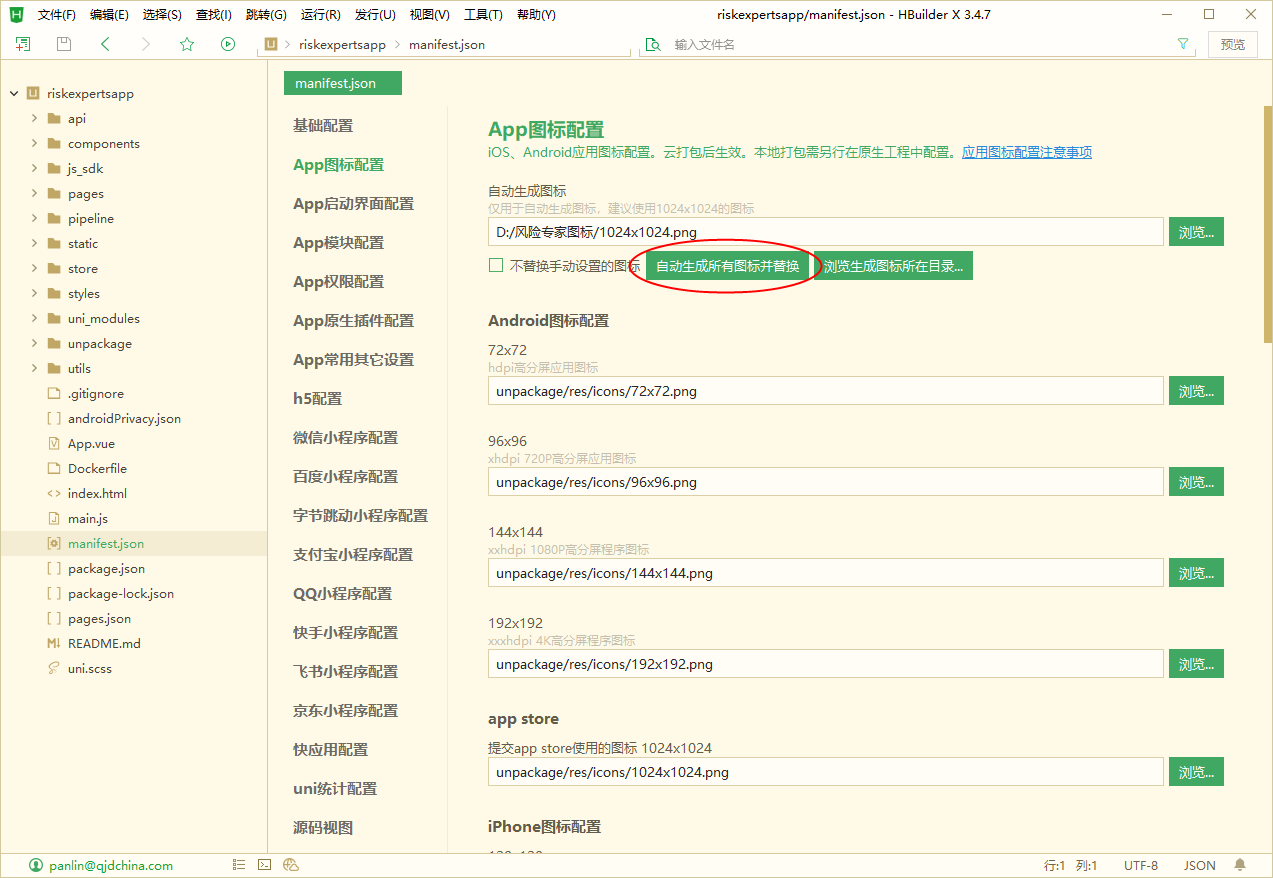 文件(F) 编辑(E) 选择(S) 查找(I) 跳转(G) 运行(R) 发行(U) 视图(V) 工具(T) 帮助(Y) riskexpertsapp/manifest.json - HBuilder X 3.4.7
riskexpertsapp manifest.json 输入文件名 预览
riskexpertsapp
api
components
js_sdk
pages
pipeline
static
store
styles
uni_modules
unpackage
utils
.gitignore
androidPrivacy.json
App.vue
Dockerfile
index.html
main.js
manifest.json
package.json
package-lock.json
pages.json
README.md
uni.scss
manifest.json
基础配置
App图标配置
App启动界面配置
App模块配置
App权限配置
App原生插件配置
App常用其它设置
h5配置
微信小程序配置
百度小程序配置
字节跳动小程序配置
支付宝小程序配置
QQ小程序配置
快手小程序配置
飞书小程序配置
京东小程序配置
快应用配置
uni统计配置
源码视图
App图标配置
iOS、Android应用图标配置。云打包后生效。本地打包需另行在原生工程中配置。应用图标配置注意事项
自动生成图标
仅用于自动生成图标，建议使用1024x1024的图标
D:/风险专家图标/1024x1024.png 浏览...
不替换手动设置的图标 自动生成所有图标并替换 浏览生成图标所在目录...
Android图标配置
72x72
hdpi高分屏应用图标
unpackage/res/icons/72x72.png 浏览...
96x96
xhdpi 720P高分屏应用图标
unpackage/res/icons/96x96.png 浏览...
144x144
xxhdpi 1080P高分屏程序图标
unpackage/res/icons/144x144.png 浏览...
192x192
xxxhdpi 4K高分屏程序图标
unpackage/res/icons/192x192.png 浏览...
app store
提交app store使用的图标 1024x1024
unpackage/res/icons/1024x1024.png 浏览...
iPhone图标配置
panlin@qjdchina.com 行:1 列:1 UTF-8 JSON